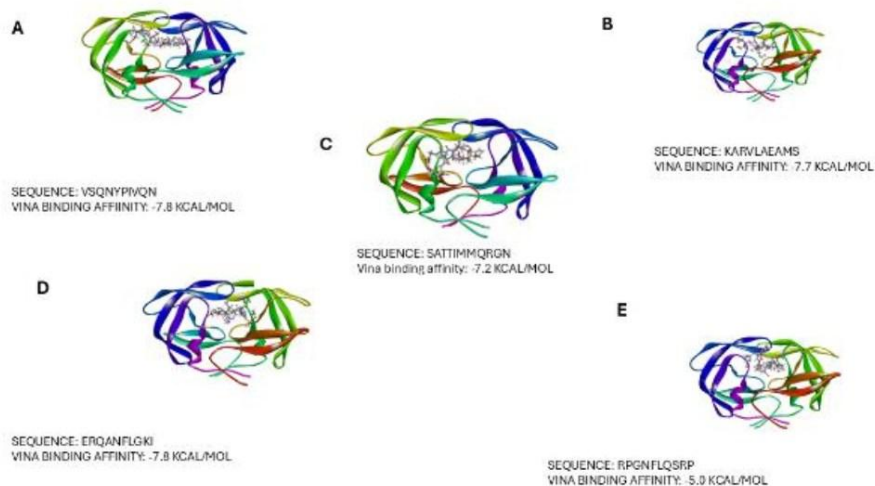 A
B
C
SEQUENCE: VSQNYPIVQN
VINA BINDING AFFIINITY: -7.8 KCAL/MOL
SEQUENCE: KARVLAEAMS
VINA BINDING AFFINITY: -7.7 KCAL/MOL
SEQUENCE: SATTIMMQRGN
Vina binding affinity: -7.2 KCAL/MOL
D
E
SEQUENCE: ERQANFLGKI
VINA BINDING AFFINITY: -7.8 KCAL/MOL
SEQUENCE: RPGNFLQSRP
VINA BINDING AFFINITY: -5.0 KCAL/MOL